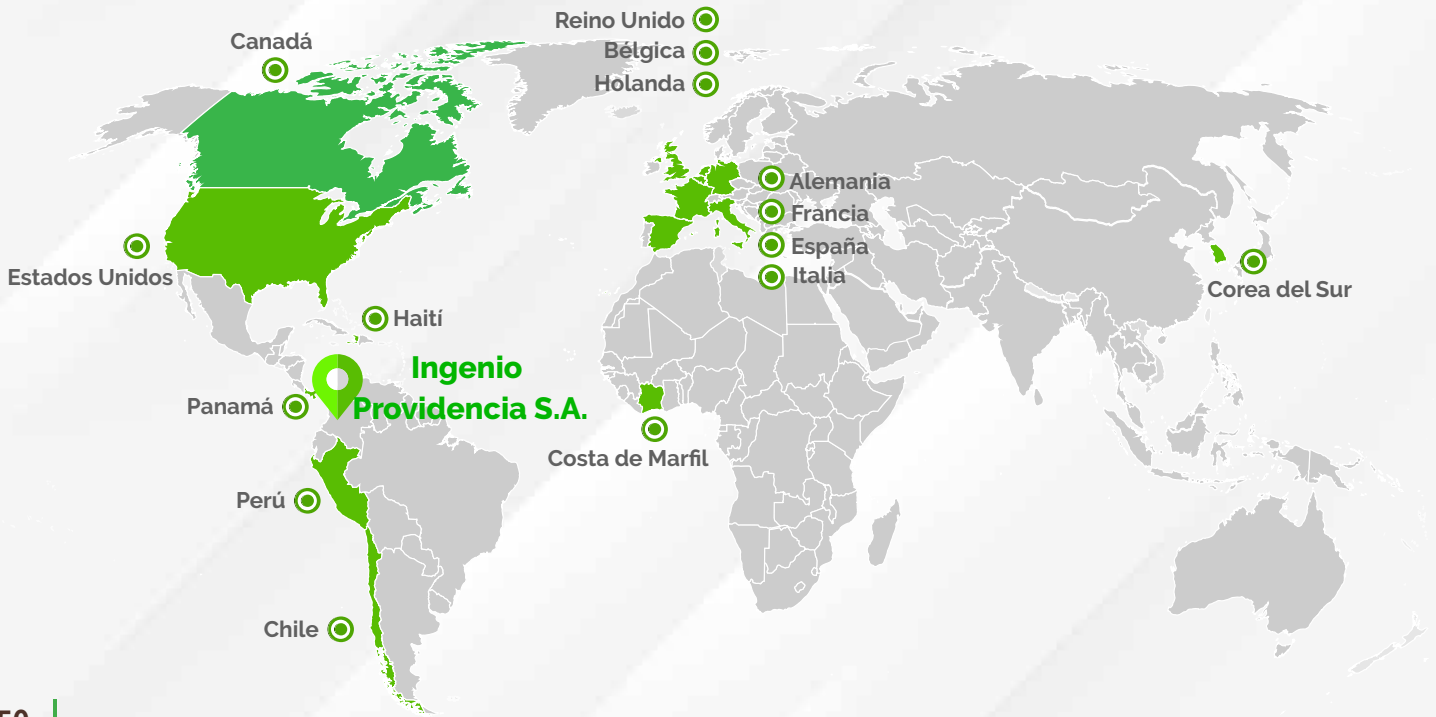 Reino Unido
Canadá
Bélgica
Holanda
Alemania
Francia
España
Italia
Estados Unidos
Corea del Sur
Haití
Ingenio
Providencia S.A.
Panamá
Costa de Marfil
Perú
Chile